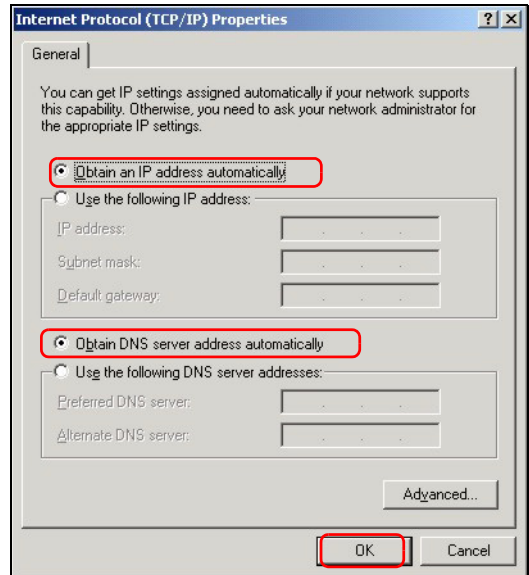 Internet Protocol (TCP/IP) Properties
General
You can get IP settings assigned automatically if your network supports
this capability. Otherwise, you need to ask your network administrator for
the appropriate IP settings.
Obtain an IP address automatically
Use the following IP address:
IP address:
Subnet mask:
Default gateway:
Obtain DNS server address automatically
Use the following DNS server addresses:
Preferred DNS server:
Alternate DNS server:
Advanced...
OK
Cancel